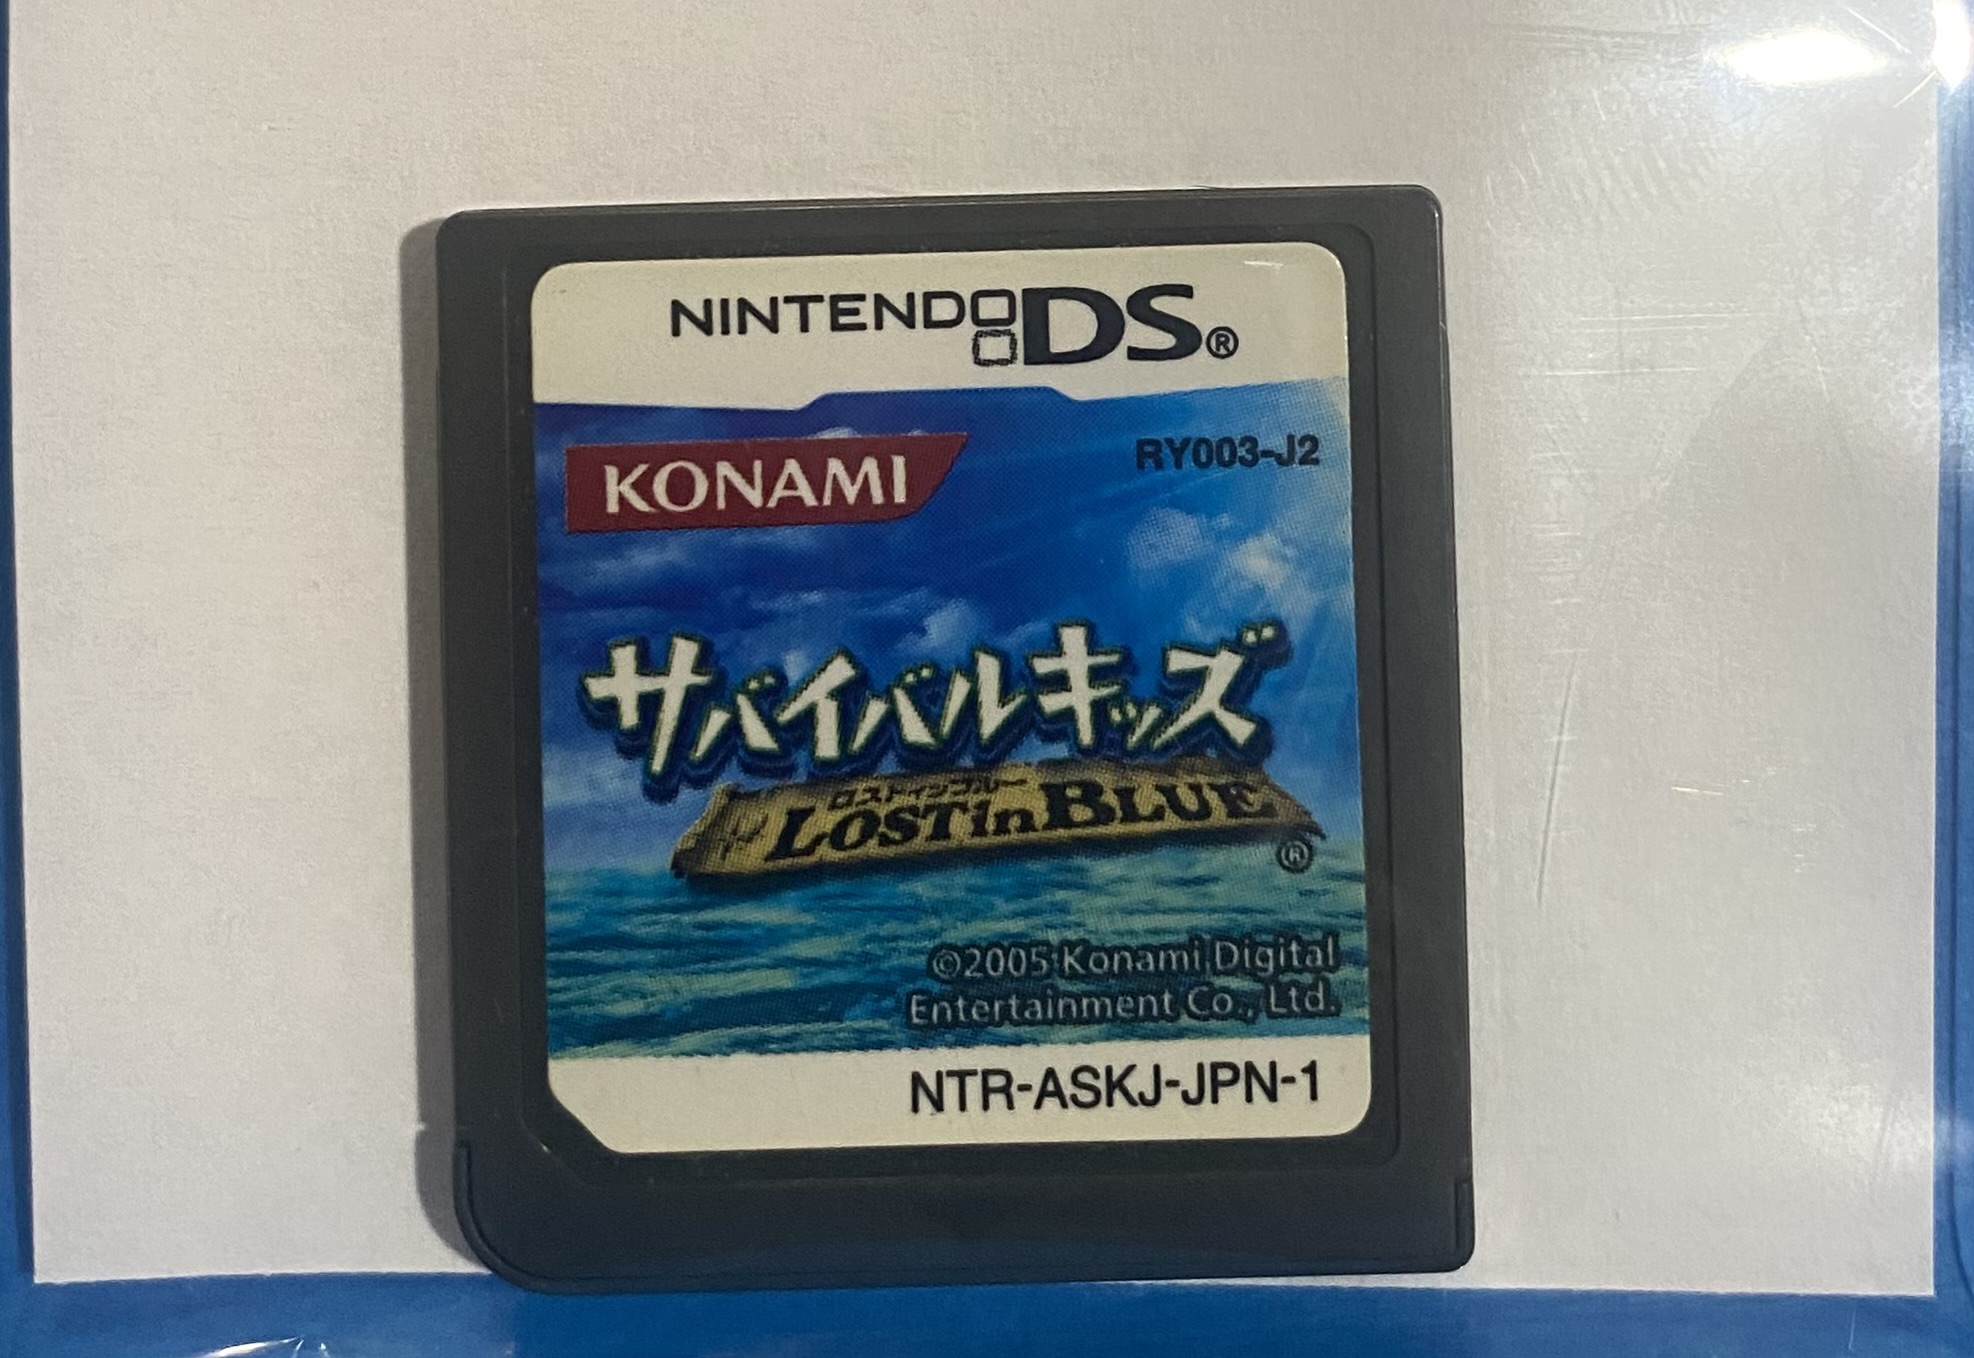 NINTENDO DS®
KONAMI
RY003-J2
サバイバルキッズ
ロストインブルー
LOST in BLUE
®
©2005 Konami Digital
Entertainment Co., Ltd.
NTR-ASKJ-JPN-1